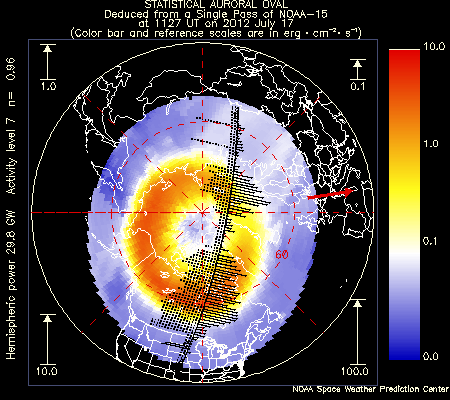 STATISTICAL AURORAL OVAL
Deduced from a Single Pass of NOAA-15
at 1127 UT on 2012 July 17
(Color bar and reference scales are in erg · cm⁻² · s⁻¹)
Hemispheric power 29.8 GW Activity level 7 n= 0.96
1.0
0.1
10.0
100.0
60
10.0
1.0
0.1
0.0
NOAA Space Weather Prediction Center